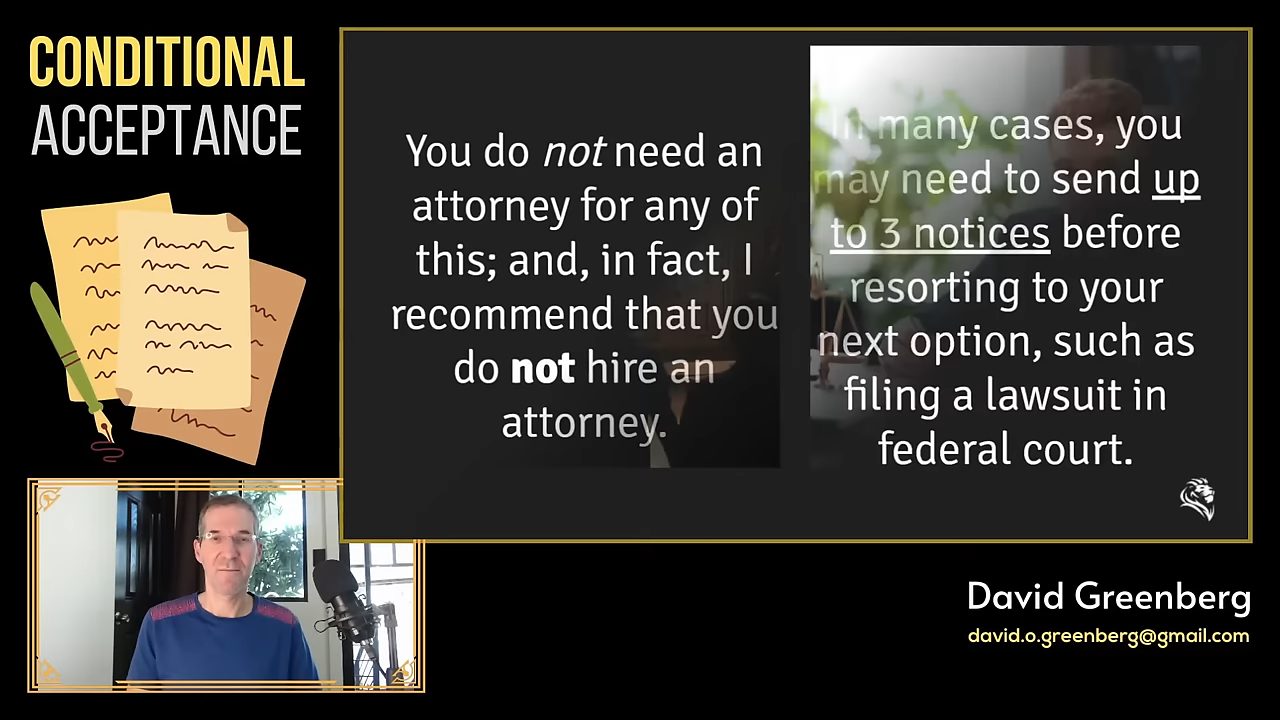 CONDITIONAL
ACCEPTANCE
You do not need an
attorney for any of
this; and, in fact, I
recommend that you
do not hire an
attorney.
In many cases, you
may need to send up
to 3 notices before
resorting to your
next option, such as
filing a lawsuit in
federal court.
David Greenberg
david.o.greenberg@gmail.com